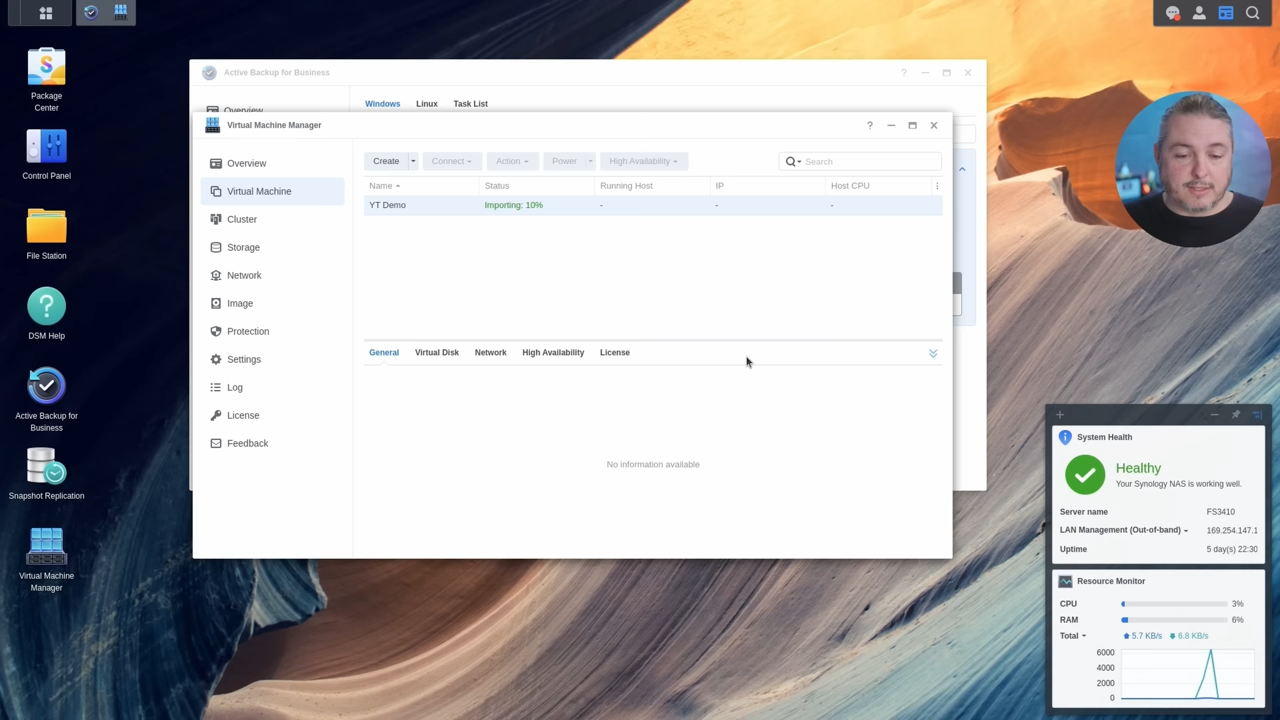 Package
Center
Control Panel
File Station
DSM Help
Active Backup for
Business
Snapshot Replication
Virtual Machine
Manager
Active Backup for Business
Overview
Windows Linux Task List
Virtual Machine Manager
Overview
Virtual Machine
Cluster
Storage
Network
Image
Protection
Settings
Log
License
Feedback
Create Connect Action Power High Availability Search
Name Status Running Host IP Host CPU
YT Demo Importing: 10% - - -
General Virtual Disk Network High Availability License
No information available
System Health
Healthy
Your Synology NAS is working well.
Server name FS3410
LAN Management (Out-of-band) 169.254.147.1
Uptime 5 day(s) 22:30
Resource Monitor
CPU 3%
RAM 6%
Total 5.7 KB/s 6.8 KB/s
6000
4000
2000
0